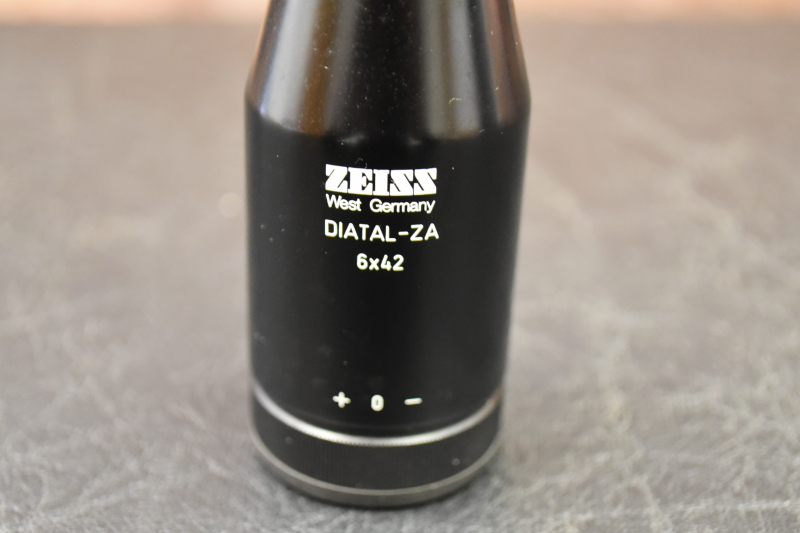 ZEISS
West Germany
DIATAL-ZA
6x42
+ 0 -